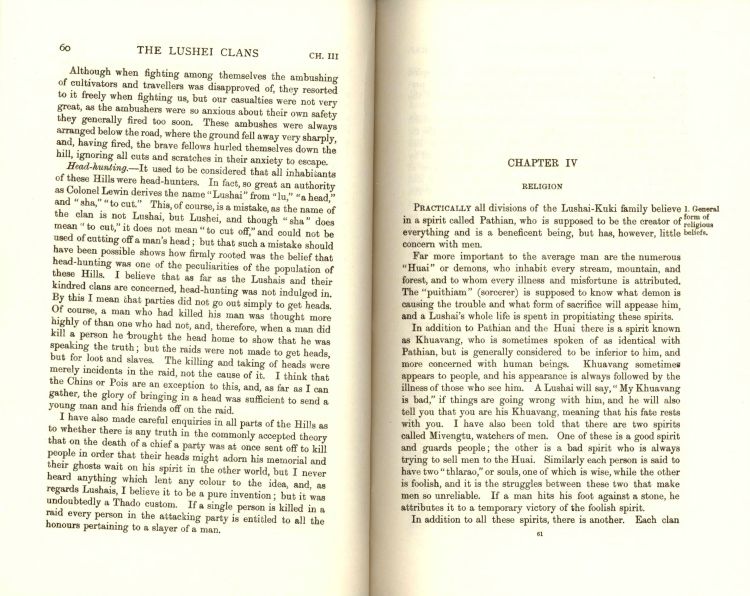 60 THE LUSHEI CLANS CH. III
Although when fighting among themselves the ambushing
of cultivators and travellers was disapproved of, they resorted
to it freely when fighting us, but our casualties were not very
great, as the ambushers were so anxious about their own safety
they generally fired too soon. These ambushes were always
arranged below the road, where the ground fell away very sharply,
and, having fired, the brave fellows hurled themselves down the
hill, ignoring all cuts and scratches in their anxiety to escape.
Head-hunting.—It used to be considered that all inhabitants
of these Hills were head-hunters. In fact, so great an authority
as Colonel Lewin derives the name "Lushai" from "lu," "a head,"
and "sha," "to cut." This, of course, is a mistake, as the name of
the clan is not Lushai, but Lushei, and though "sha" does
mean "to cut," it does not mean "to cut off," and could not be
used of cutting off a man's head; but that such a mistake should
have been possible shows how firmly rooted was the belief that
head-hunting was one of the peculiarities of the population of
these Hills. I believe that as far as the Lushais and their
kindred clans are concerned, head-hunting was not indulged in.
By this I mean that parties did not go out simply to get heads.
Of course, a man who had killed his man was thought more
highly of than one who had not, and, therefore, when a man did
kill a person he brought the head home to show that he was
speaking the truth; but the raids were not made to get heads,
but for loot and slaves. The killing and taking of heads were
merely incidents in the raid, not the cause of it. I think that
the Chins or Pois are an exception to this, and, as far as I can
gather, the glory of bringing in a head was sufficient to send a
young man and his friends off on the raid.
I have also made careful enquiries in all parts of the Hills as
to whether there is any truth in the commonly accepted theory
that on the death of a chief a party was at once sent off to kill
people in order that their heads might adorn his memorial and
their ghosts wait on his spirit in the other world, but I never
heard anything which lent any colour to the idea, and, as
regards Lushais, I believe it to be a pure invention; but it was
undoubtedly a Thado custom. If a single person is killed in a
raid every person in the attacking party is entitled to all the
honours pertaining to a slayer of a man.
CHAPTER IV
RELIGION
PRACTICALLY all divisions of the Lushai-Kuki family believe
in a spirit called Pathian, who is supposed to be the creator of
everything and is a beneficent being, but has, however, little
concern with men.
1. General
form of
religious
beliefs.
Far more important to the average man are the numerous
"Huai" or demons, who inhabit every stream, mountain, and
forest, and to whom every illness and misfortune is attributed.
The "puithiam" (sorcerer) is supposed to know what demon is
causing the trouble and what form of sacrifice will appease him,
and a Lushai's whole life is spent in propitiating these spirits.
In addition to Pathian and the Huai there is a spirit known
as Khuavang, who is sometimes spoken of as identical with
Pathian, but is generally considered to be inferior to him, and
more concerned with human beings. Khuavang sometimes
appears to people, and his appearance is always followed by the
illness of those who see him. A Lushai will say, "My Khuavang
is bad," if things are going wrong with him, and he will also
tell you that you are his Khuavang, meaning that his fate rests
with you. I have also been told that there are two spirits
called Mivengtu, watchers of men. One of these is a good spirit
and guards people; the other is a bad spirit who is always
trying to sell men to the Huai. Similarly each person is said to
have two "thlarao," or souls, one of which is wise, while the other
is foolish, and it is the struggles between these two that make
men so unreliable. If a man hits his foot against a stone, he
attributes it to a temporary victory of the foolish spirit.
In addition to all these spirits, there is another. Each clan
61